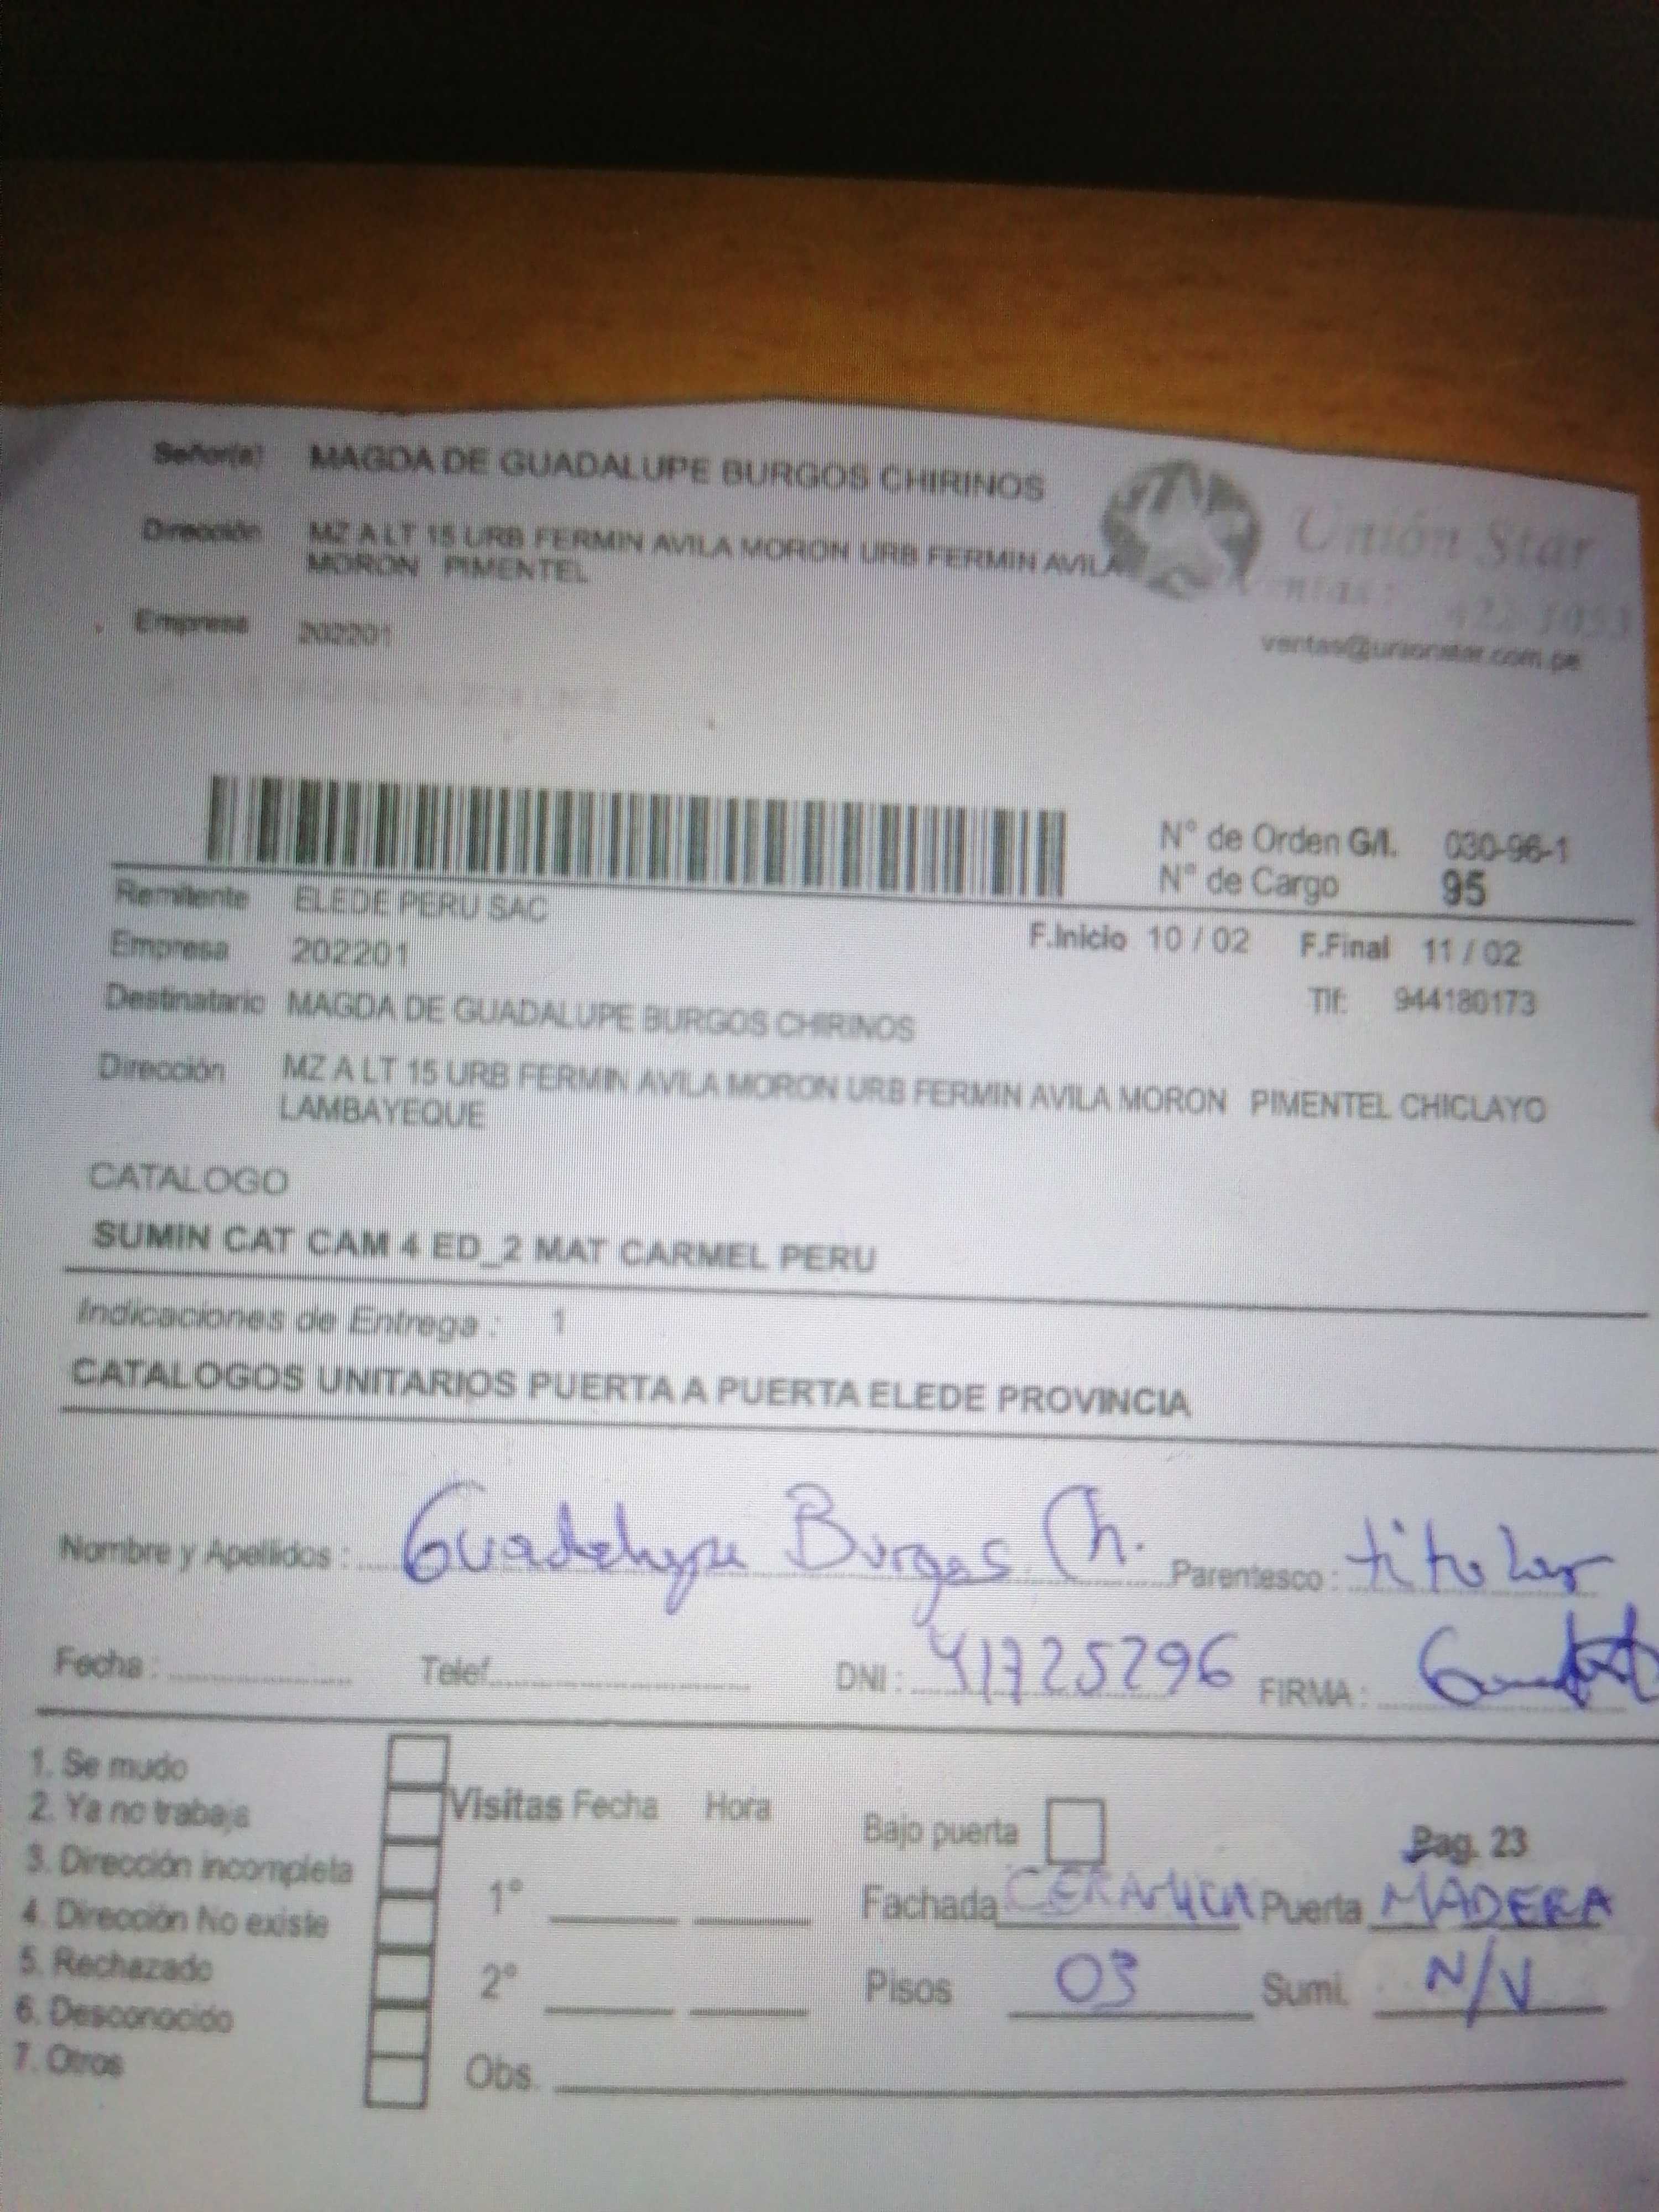 Señor(a) MAGDA DE GUADALUPE BURGOS CHIRINOS
Dirección MZ A LT 15 URB FERMIN AVILA MORON URB FERMIN AVILA
MORON PIMENTEL
Unión Star
422-1053
ventas@unionstar.com.pe
Empresa 202201
N° de Orden G/I. 030-96-1
N° de Cargo 95
Remitente ELEDE PERU SAC
F.Inicio 10 / 02 F.Final 11 / 02
Empresa 202201
Tlf: 944180173
Destinatario MAGDA DE GUADALUPE BURGOS CHIRINOS
Dirección MZ A LT 15 URB FERMIN AVILA MORON URB FERMIN AVILA MORON PIMENTEL CHICLAYO
LAMBAYEQUE
CATALOGO
SUMIN CAT CAM 4 ED_2 MAT CARMEL PERU
Indicaciones de Entrega : 1
CATALOGOS UNITARIOS PUERTA A PUERTA ELEDE PROVINCIA
Nombre y Apellidos : Guadalupe Burgos Ch. Parentesco : titular
Fecha : Telef. DNI : 41725296 FIRMA :
1. Se mudo
2. Ya no trabaja
3. Dirección incompleta
4. Dirección No existe
5. Rechazado
6. Desconocido
7. Otros
Visitas Fecha Hora
1°
2°
Obs.
Bajo puerta Pag. 23
Fachada CERAMICA Puerta MADERA
Pisos 03 Sumi. N/V